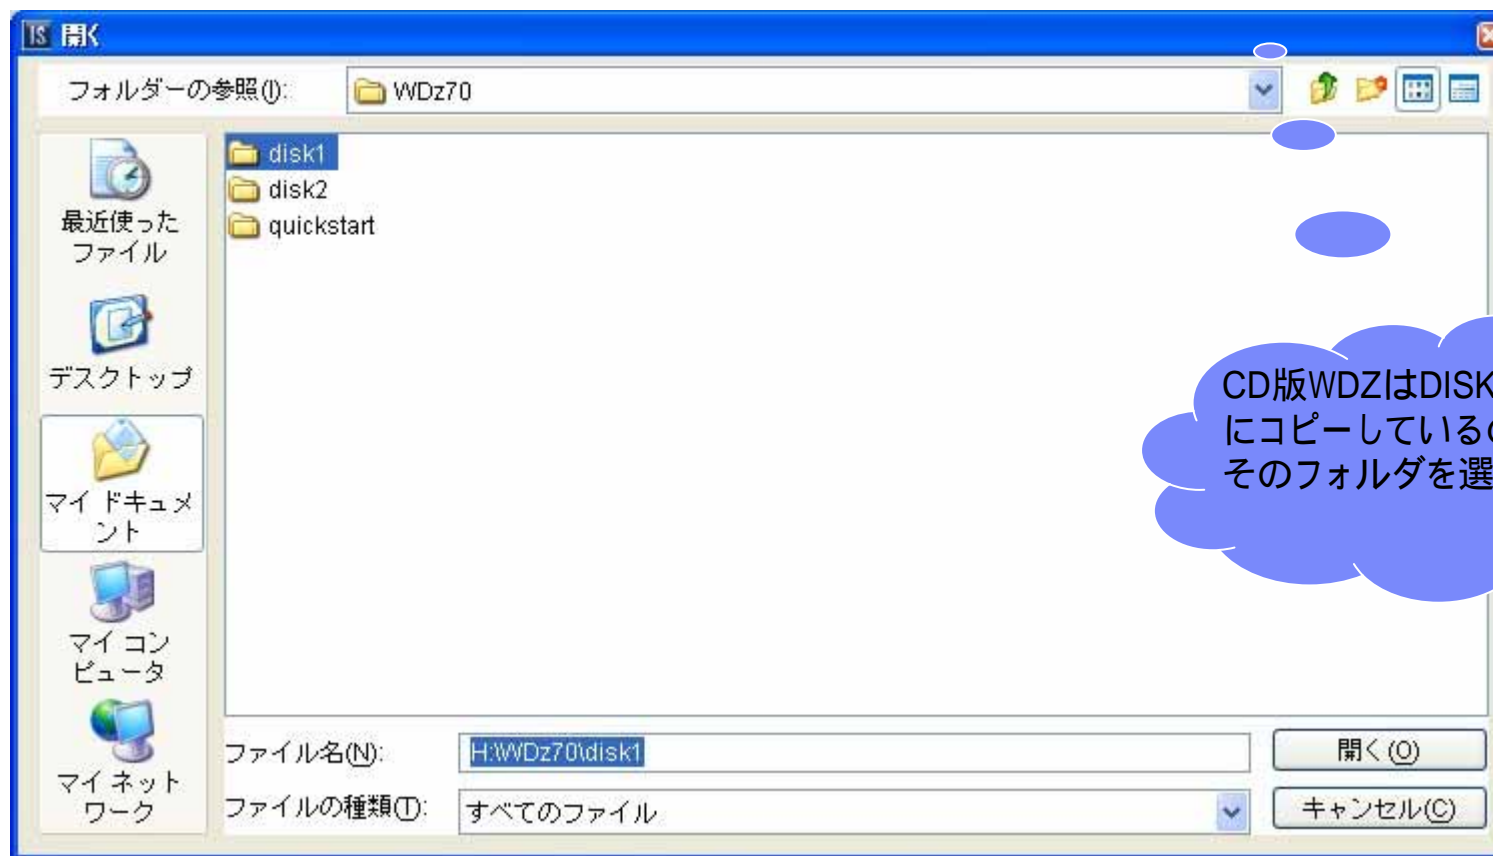 IS 開く
フォルダーの参照(I):
WDz70
disk1
disk2
quickstart
最近使った
ファイル
デスクトップ
マイ ドキュメ
ント
マイ コン
ピュータ
マイ ネット
ワーク
CD版WDZはDISK
にコピーしている
そのフォルダを選
ファイル名(N):
H:\WDz70\disk1
開く(O)
ファイルの種類(T):
すべてのファイル
キャンセル(C)